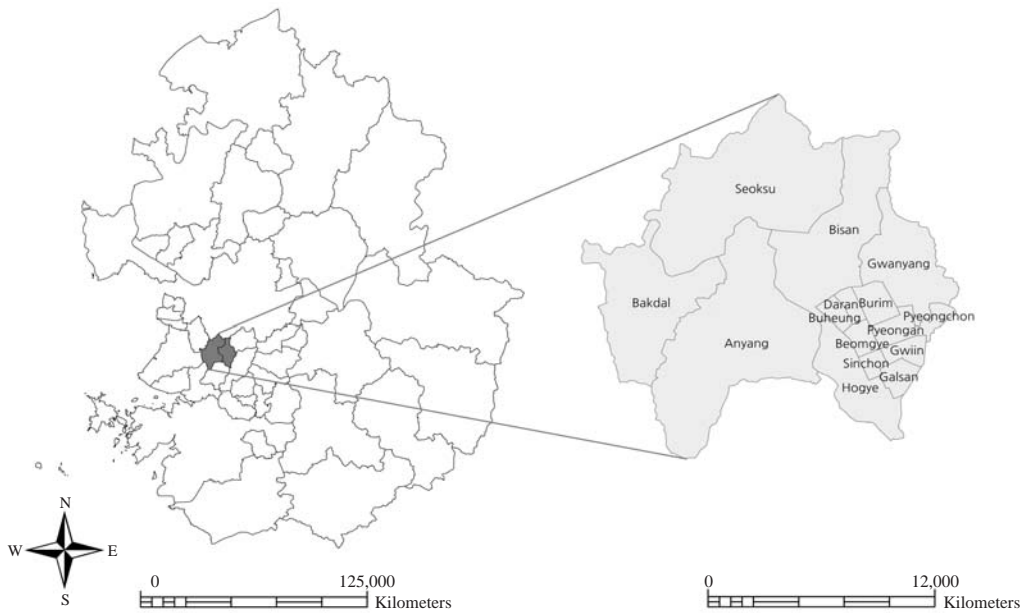 Seoksu
Bisan
Gwanyang
Bakdal
Daran
Burim
Buheung
Pyeongchon
Pyeongan
Anyang
Beomgye
Gwiin
Sinchon
Galsan
Hogye
N
W
E
S
0
125,000
Kilometers
0
12,000
Kilometers